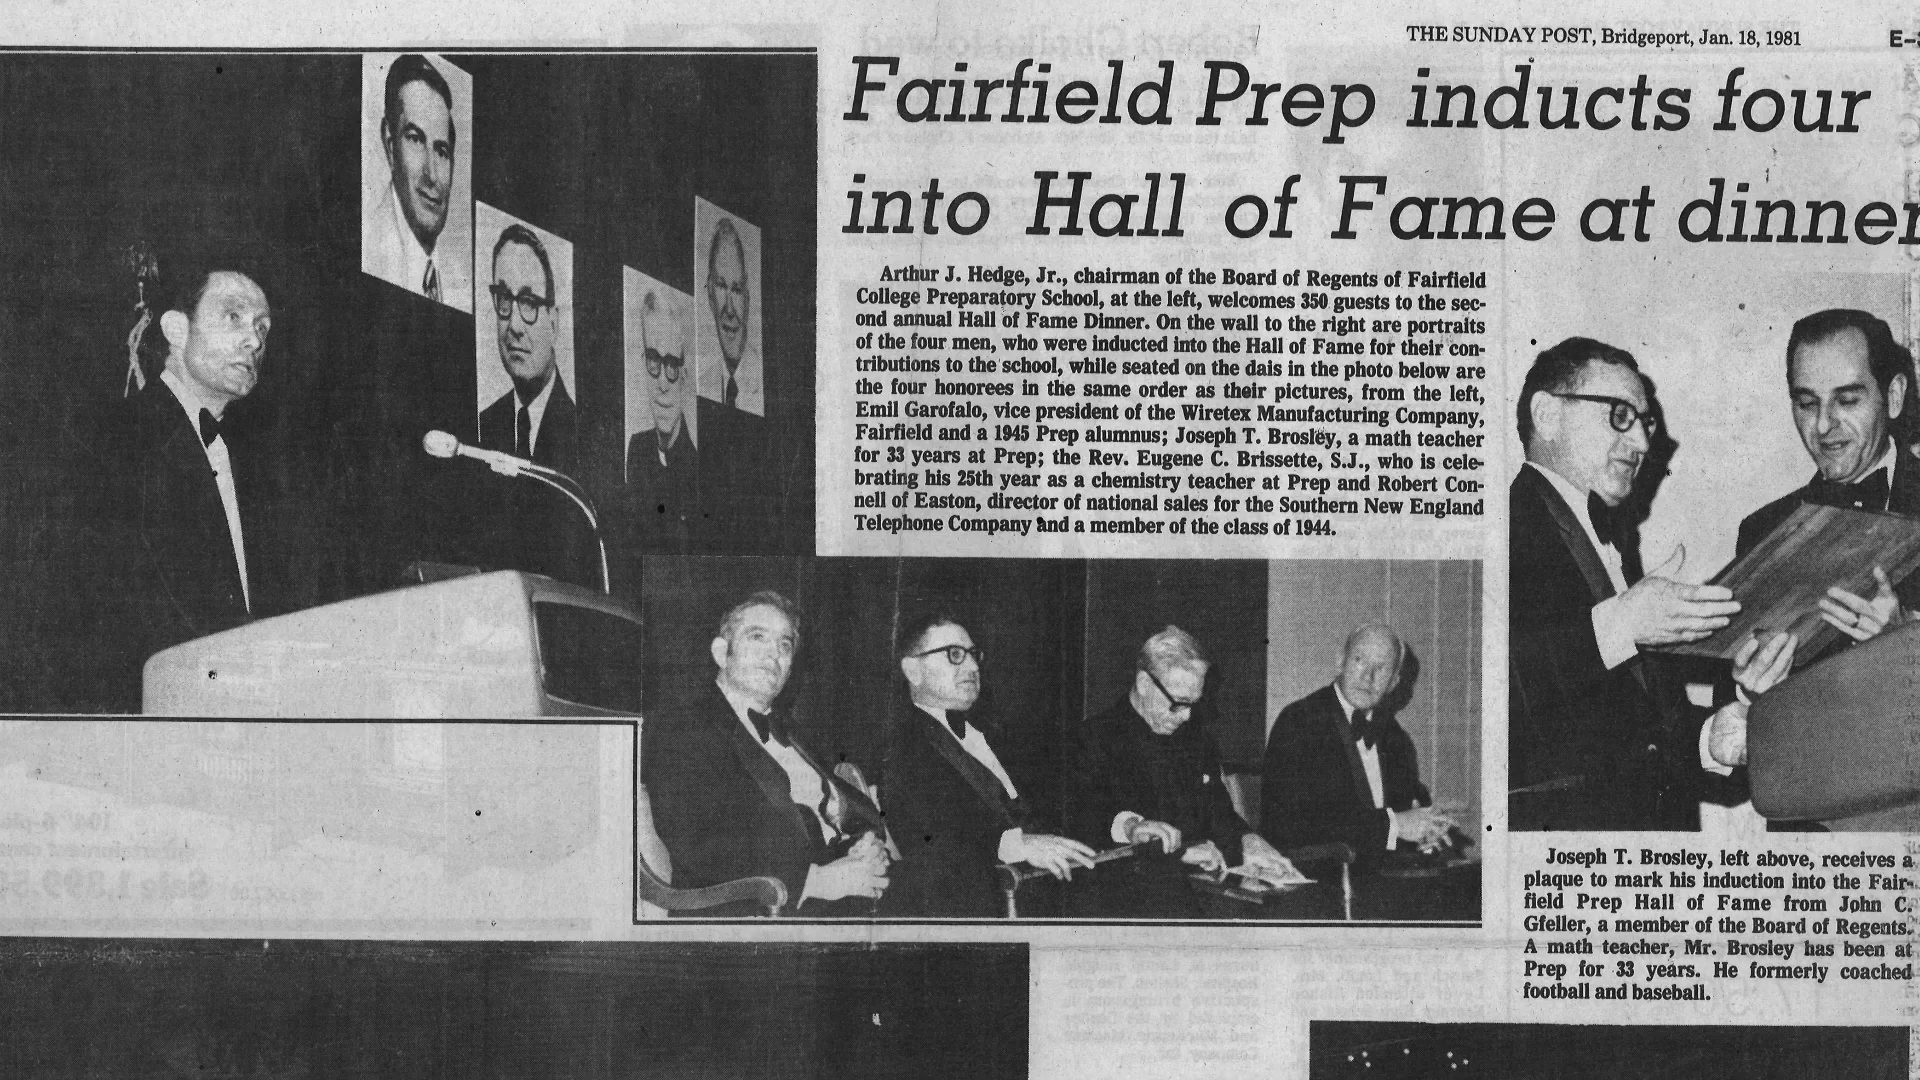 THE SUNDAY POST, Bridgeport, Jan. 18, 1981
Fairfield Prep inducts four
into Hall of Fame at dinner
Arthur J. Hedge, Jr., chairman of the Board of Regents of Fairfield
College Preparatory School, at the left, welcomes 350 guests to the sec-
ond annual Hall of Fame Dinner. On the wall to the right are portraits
of the four men, who were inducted into the Hall of Fame for their con-
tributions to the school, while seated on the dais in the photo below are
the four honorees in the same order as their pictures, from the left,
Emil Garofalo, vice president of the Wiretex Manufacturing Company,
Fairfield and a 1945 Prep alumnus; Joseph T. Brosley, a math teacher
for 33 years at Prep; the Rev. Eugene C. Brissette, S.J., who is cele-
brating his 25th year as a chemistry teacher at Prep and Robert Con-
nell of Easton, director of national sales for the Southern New England
Telephone Company and a member of the class of 1944.
Joseph T. Brosley, left above, receives a
plaque to mark his induction into the Fair-
field Prep Hall of Fame from John C.
Gfeller, a member of the Board of Regents.
A math teacher, Mr. Brosley has been at
Prep for 33 years. He formerly coached
football and baseball.